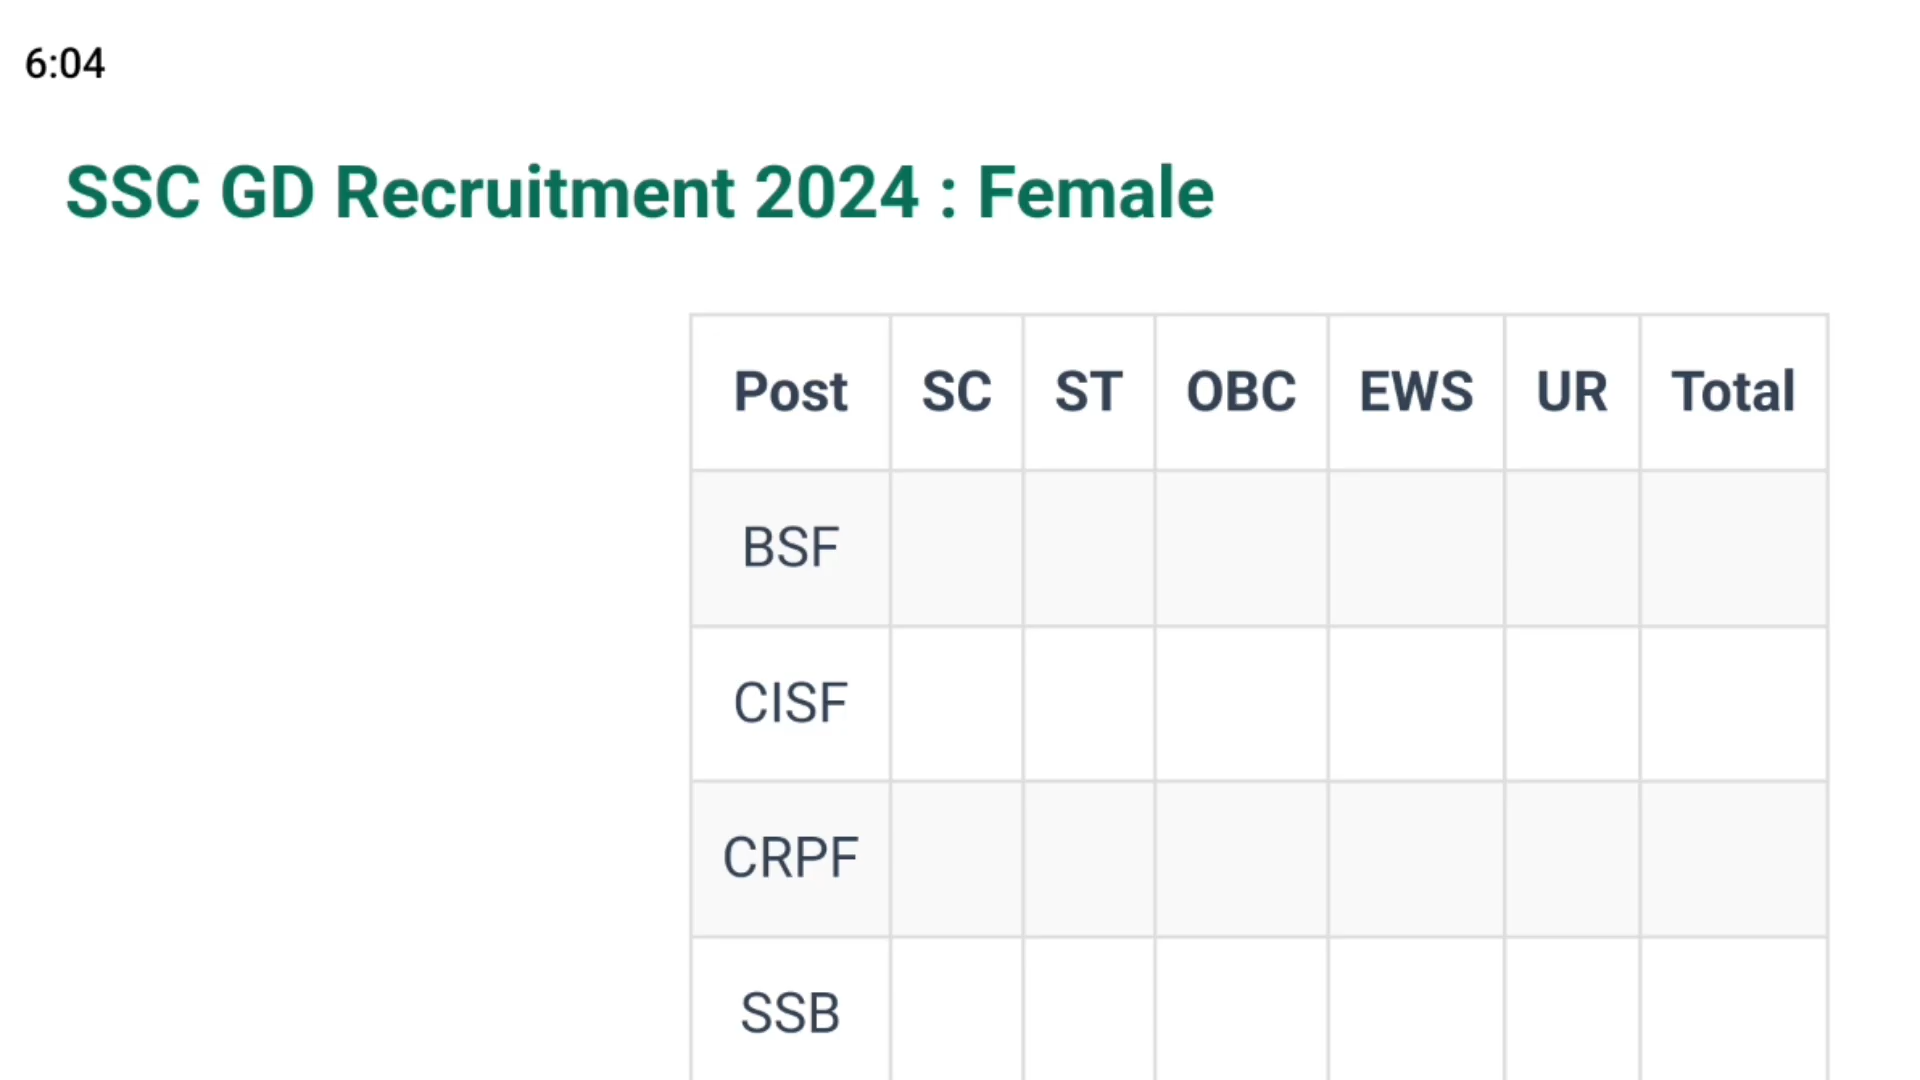 6:04
SSC GD Recruitment 2024 : Female
Post SC ST OBC EWS UR Total
BSF
CISF
CRPF
SSB